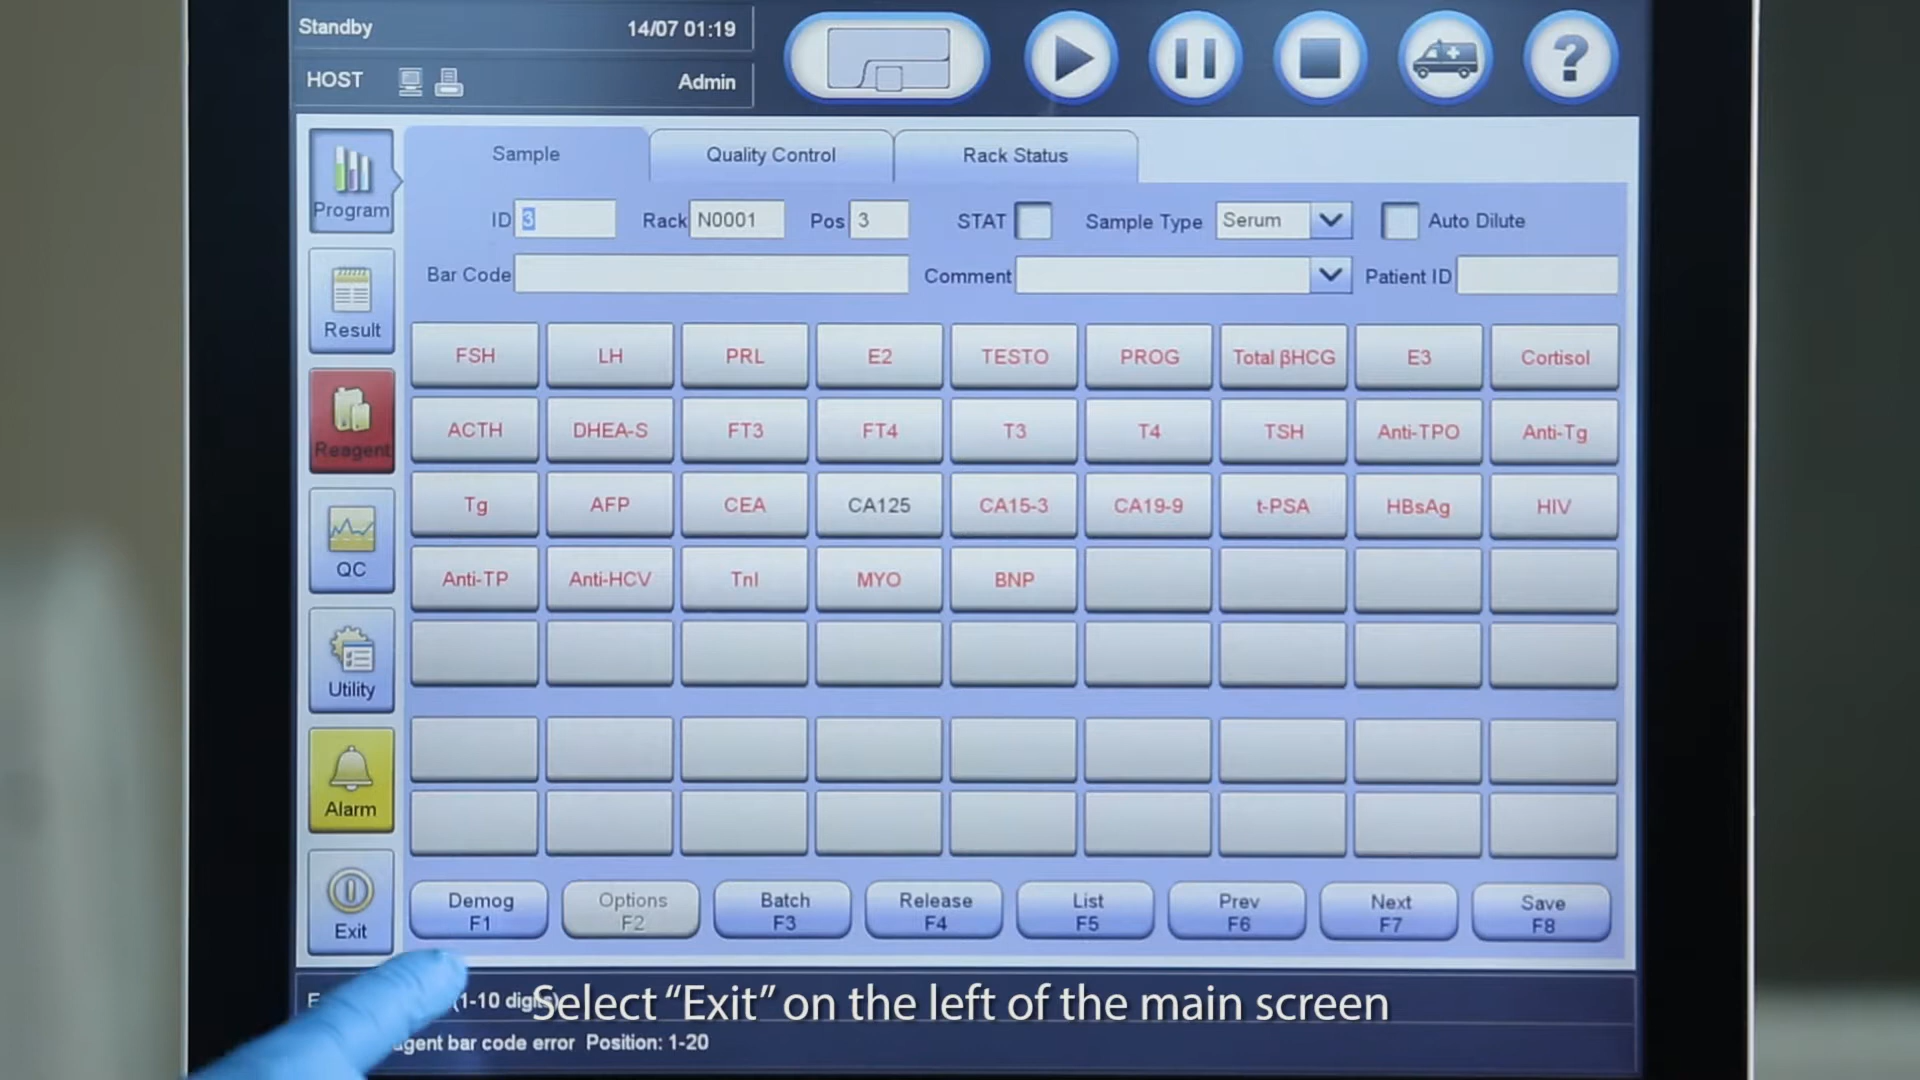 Standby 14/07 01:19
HOST Admin
?
Sample Quality Control Rack Status
Program
ID 3 Rack N0001 Pos 3 STAT Sample Type Serum Auto Dilute
Bar Code Comment Patient ID
Result
FSH LH PRL E2 TESTO PROG Total βHCG E3 Cortisol
ACTH DHEA-S FT3 FT4 T3 T4 TSH Anti-TPO Anti-Tg
Reagent
Tg AFP CEA CA125 CA15-3 CA19-9 t-PSA HBsAg HIV
QC
Anti-TP Anti-HCV TnI MYO BNP
Utility
Alarm
Exit
Demog F1
Options F2
Batch F3
Release F4
List F5
Prev F6
Next F7
Save F8
(1-10 digits)
Select “Exit” on the left of the main screen
bar code error Position: 1-20